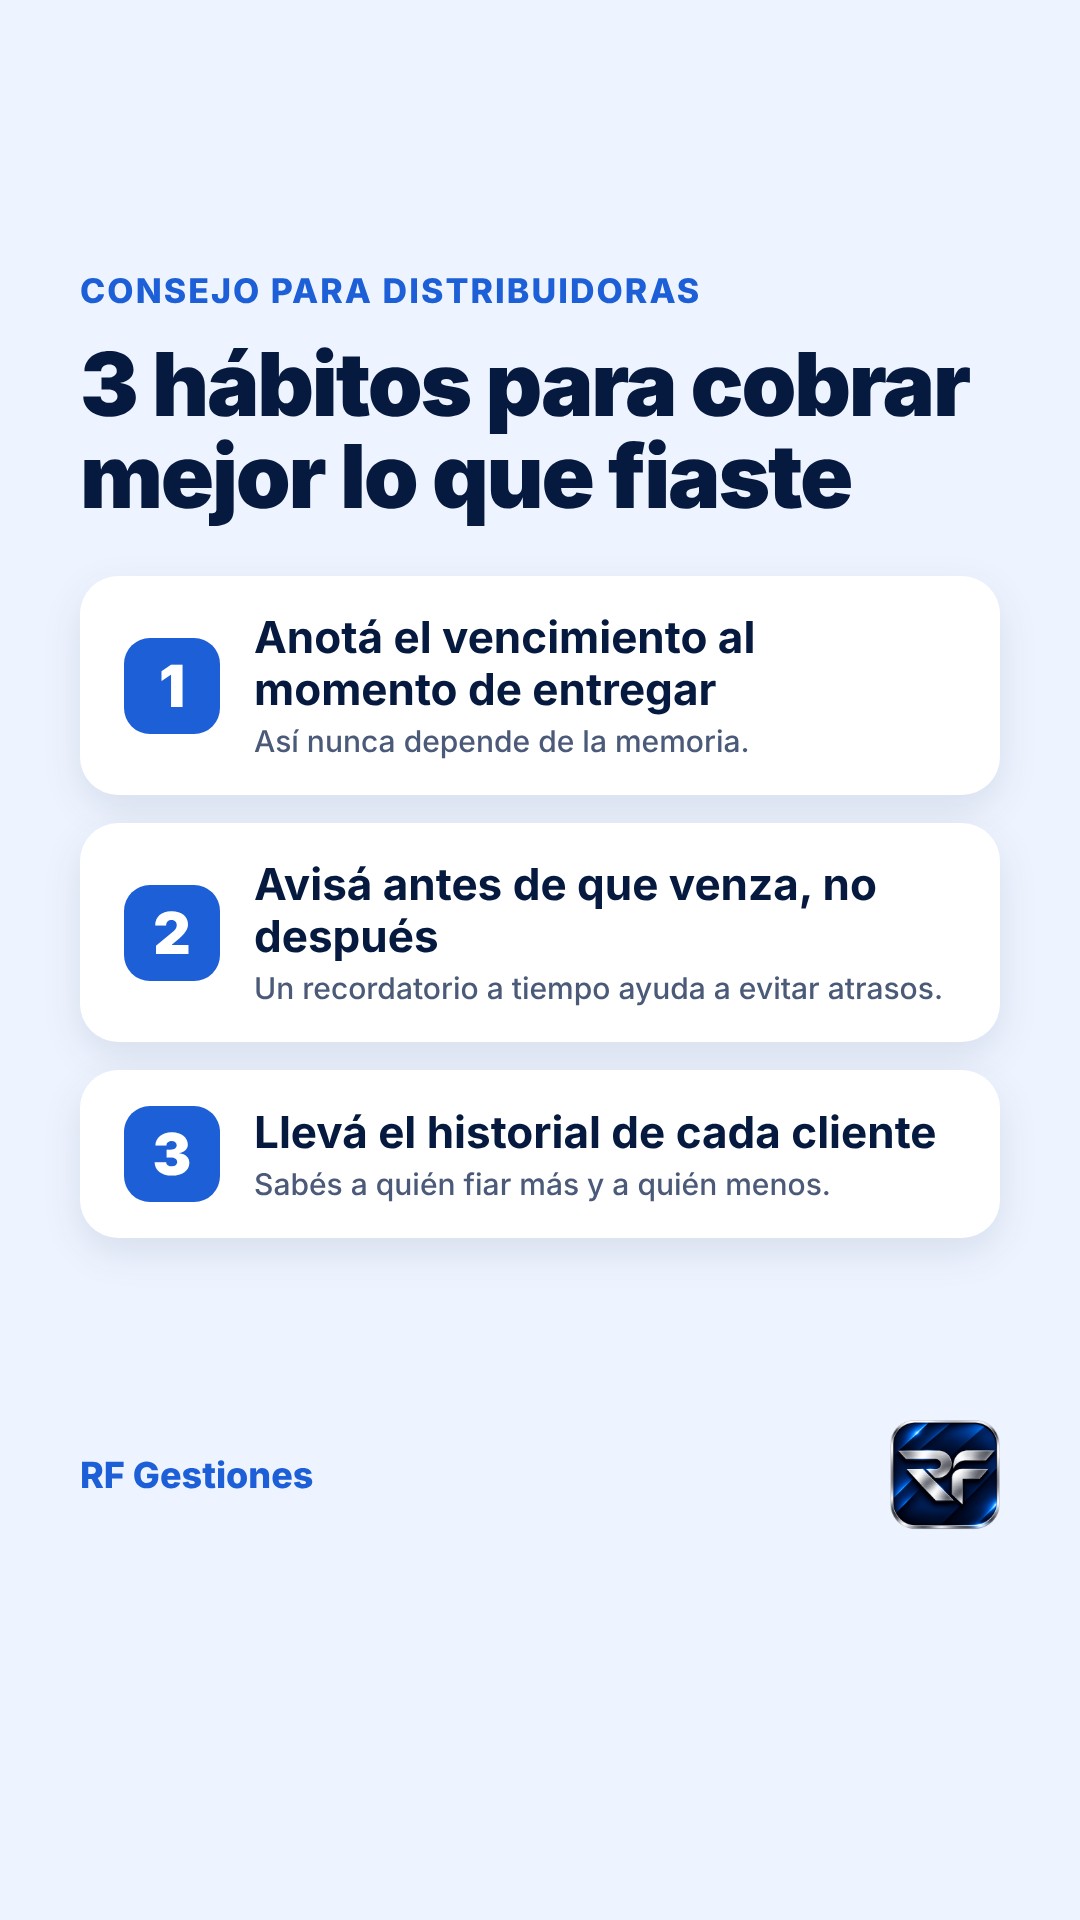 CONSEJO PARA DISTRIBUIDORAS
3 hábitos para cobrar
mejor lo que fiaste
1
Anotá el vencimiento al
momento de entregar
Así nunca depende de la memoria.
2
Avisá antes de que venza, no
después
Un recordatorio a tiempo ayuda a evitar atrasos.
3
Llevá el historial de cada cliente
Sabés a quién fiar más y a quién menos.
RF Gestiones
RF